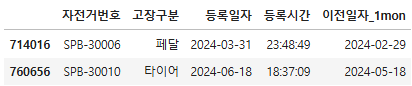 자전거번호 고장구분 등록일자 등록시간 이전일자_1mon
714016 SPB-30006 페달 2024-03-31 23:48:49 2024-02-29
760656 SPB-30010 타이어 2024-06-18 18:37:09 2024-05-18